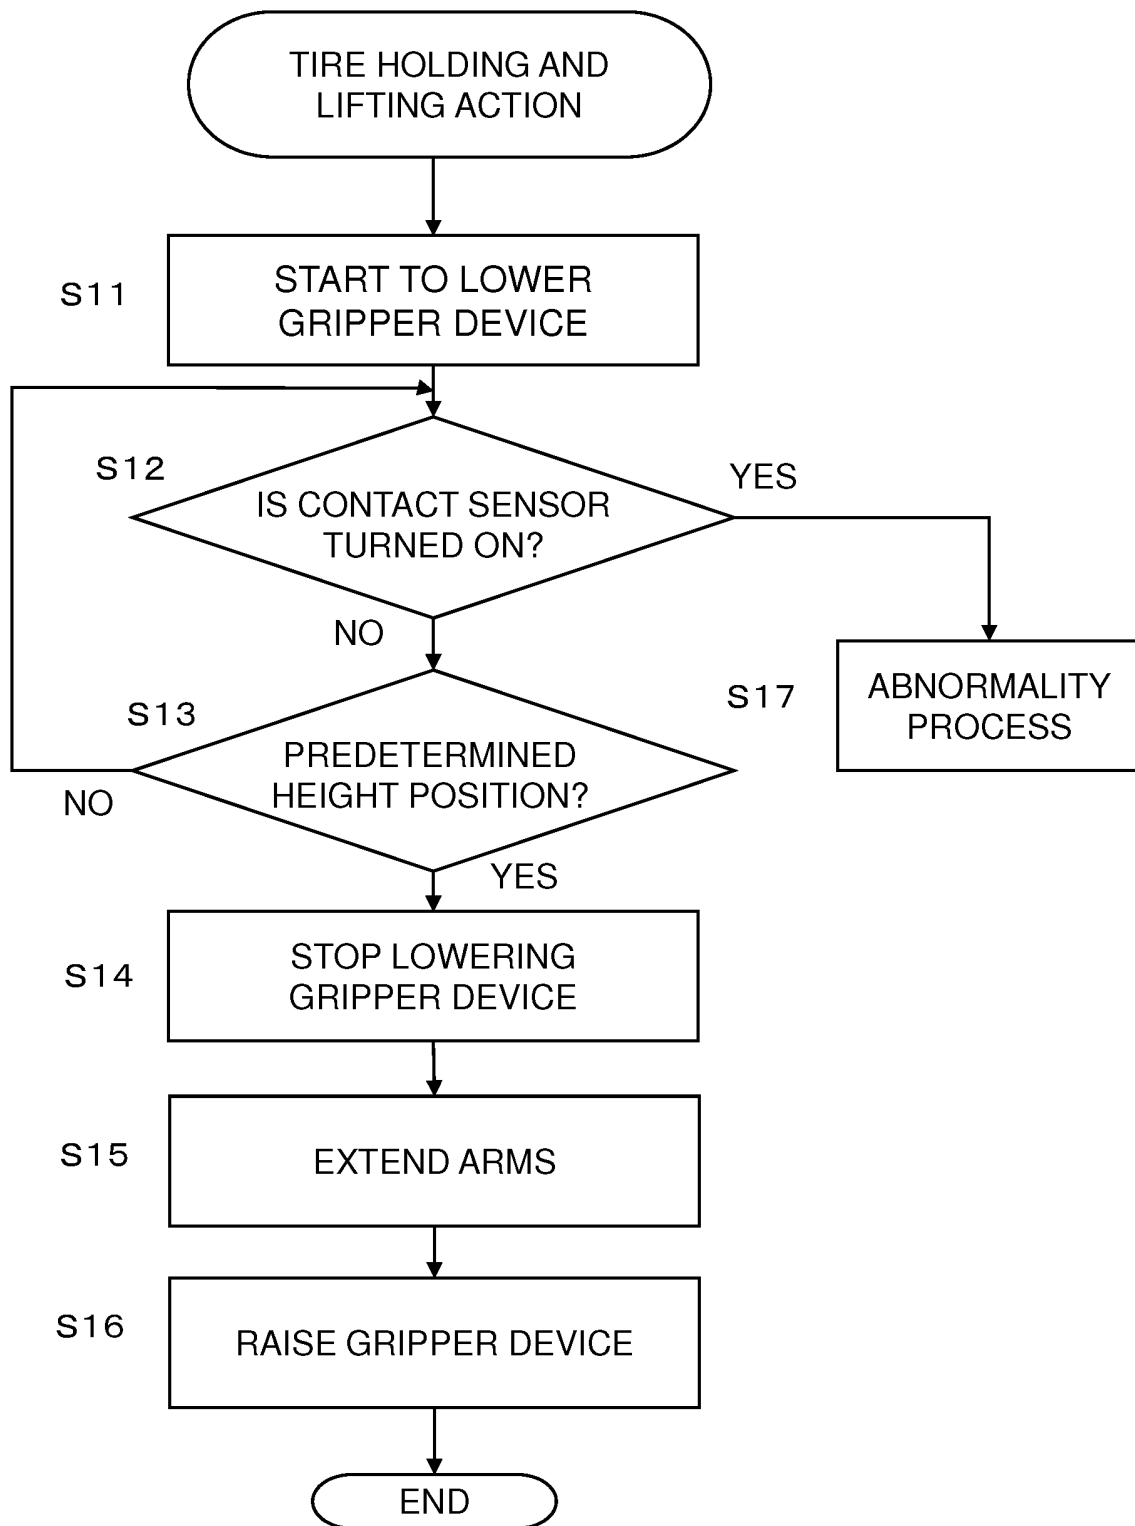 TIRE HOLDING AND
LIFTING ACTION
S11
START TO LOWER
GRIPPER DEVICE
S12
IS CONTACT SENSOR
TURNED ON?
YES
NO
S17
ABNORMALITY
PROCESS
S13
PREDETERMINED
HEIGHT POSITION?
NO
YES
S14
STOP LOWERING
GRIPPER DEVICE
S15
EXTEND ARMS
S16
RAISE GRIPPER DEVICE
END